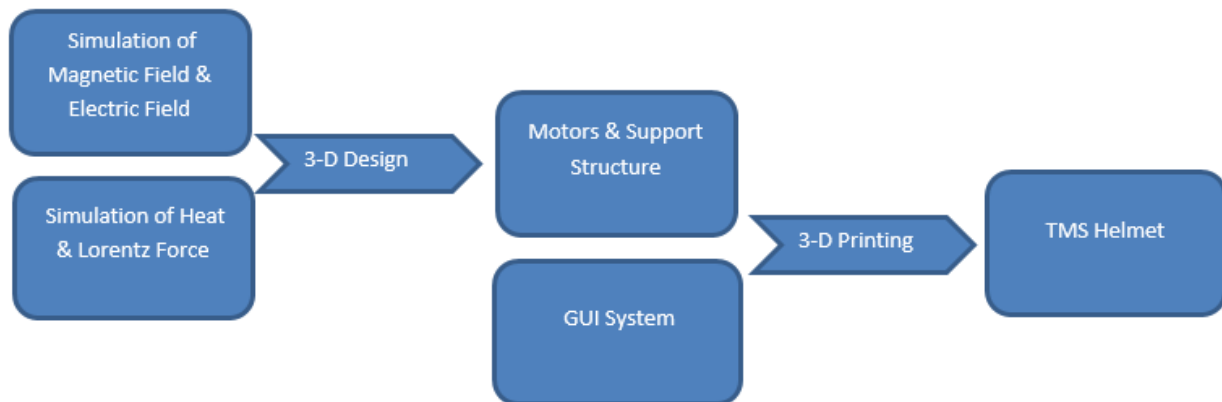 Simulation of
Magnetic Field &
Electric Field
Simulation of Heat
& Lorentz Force
3-D Design
Motors & Support
Structure
GUI System
3-D Printing
TMS Helmet